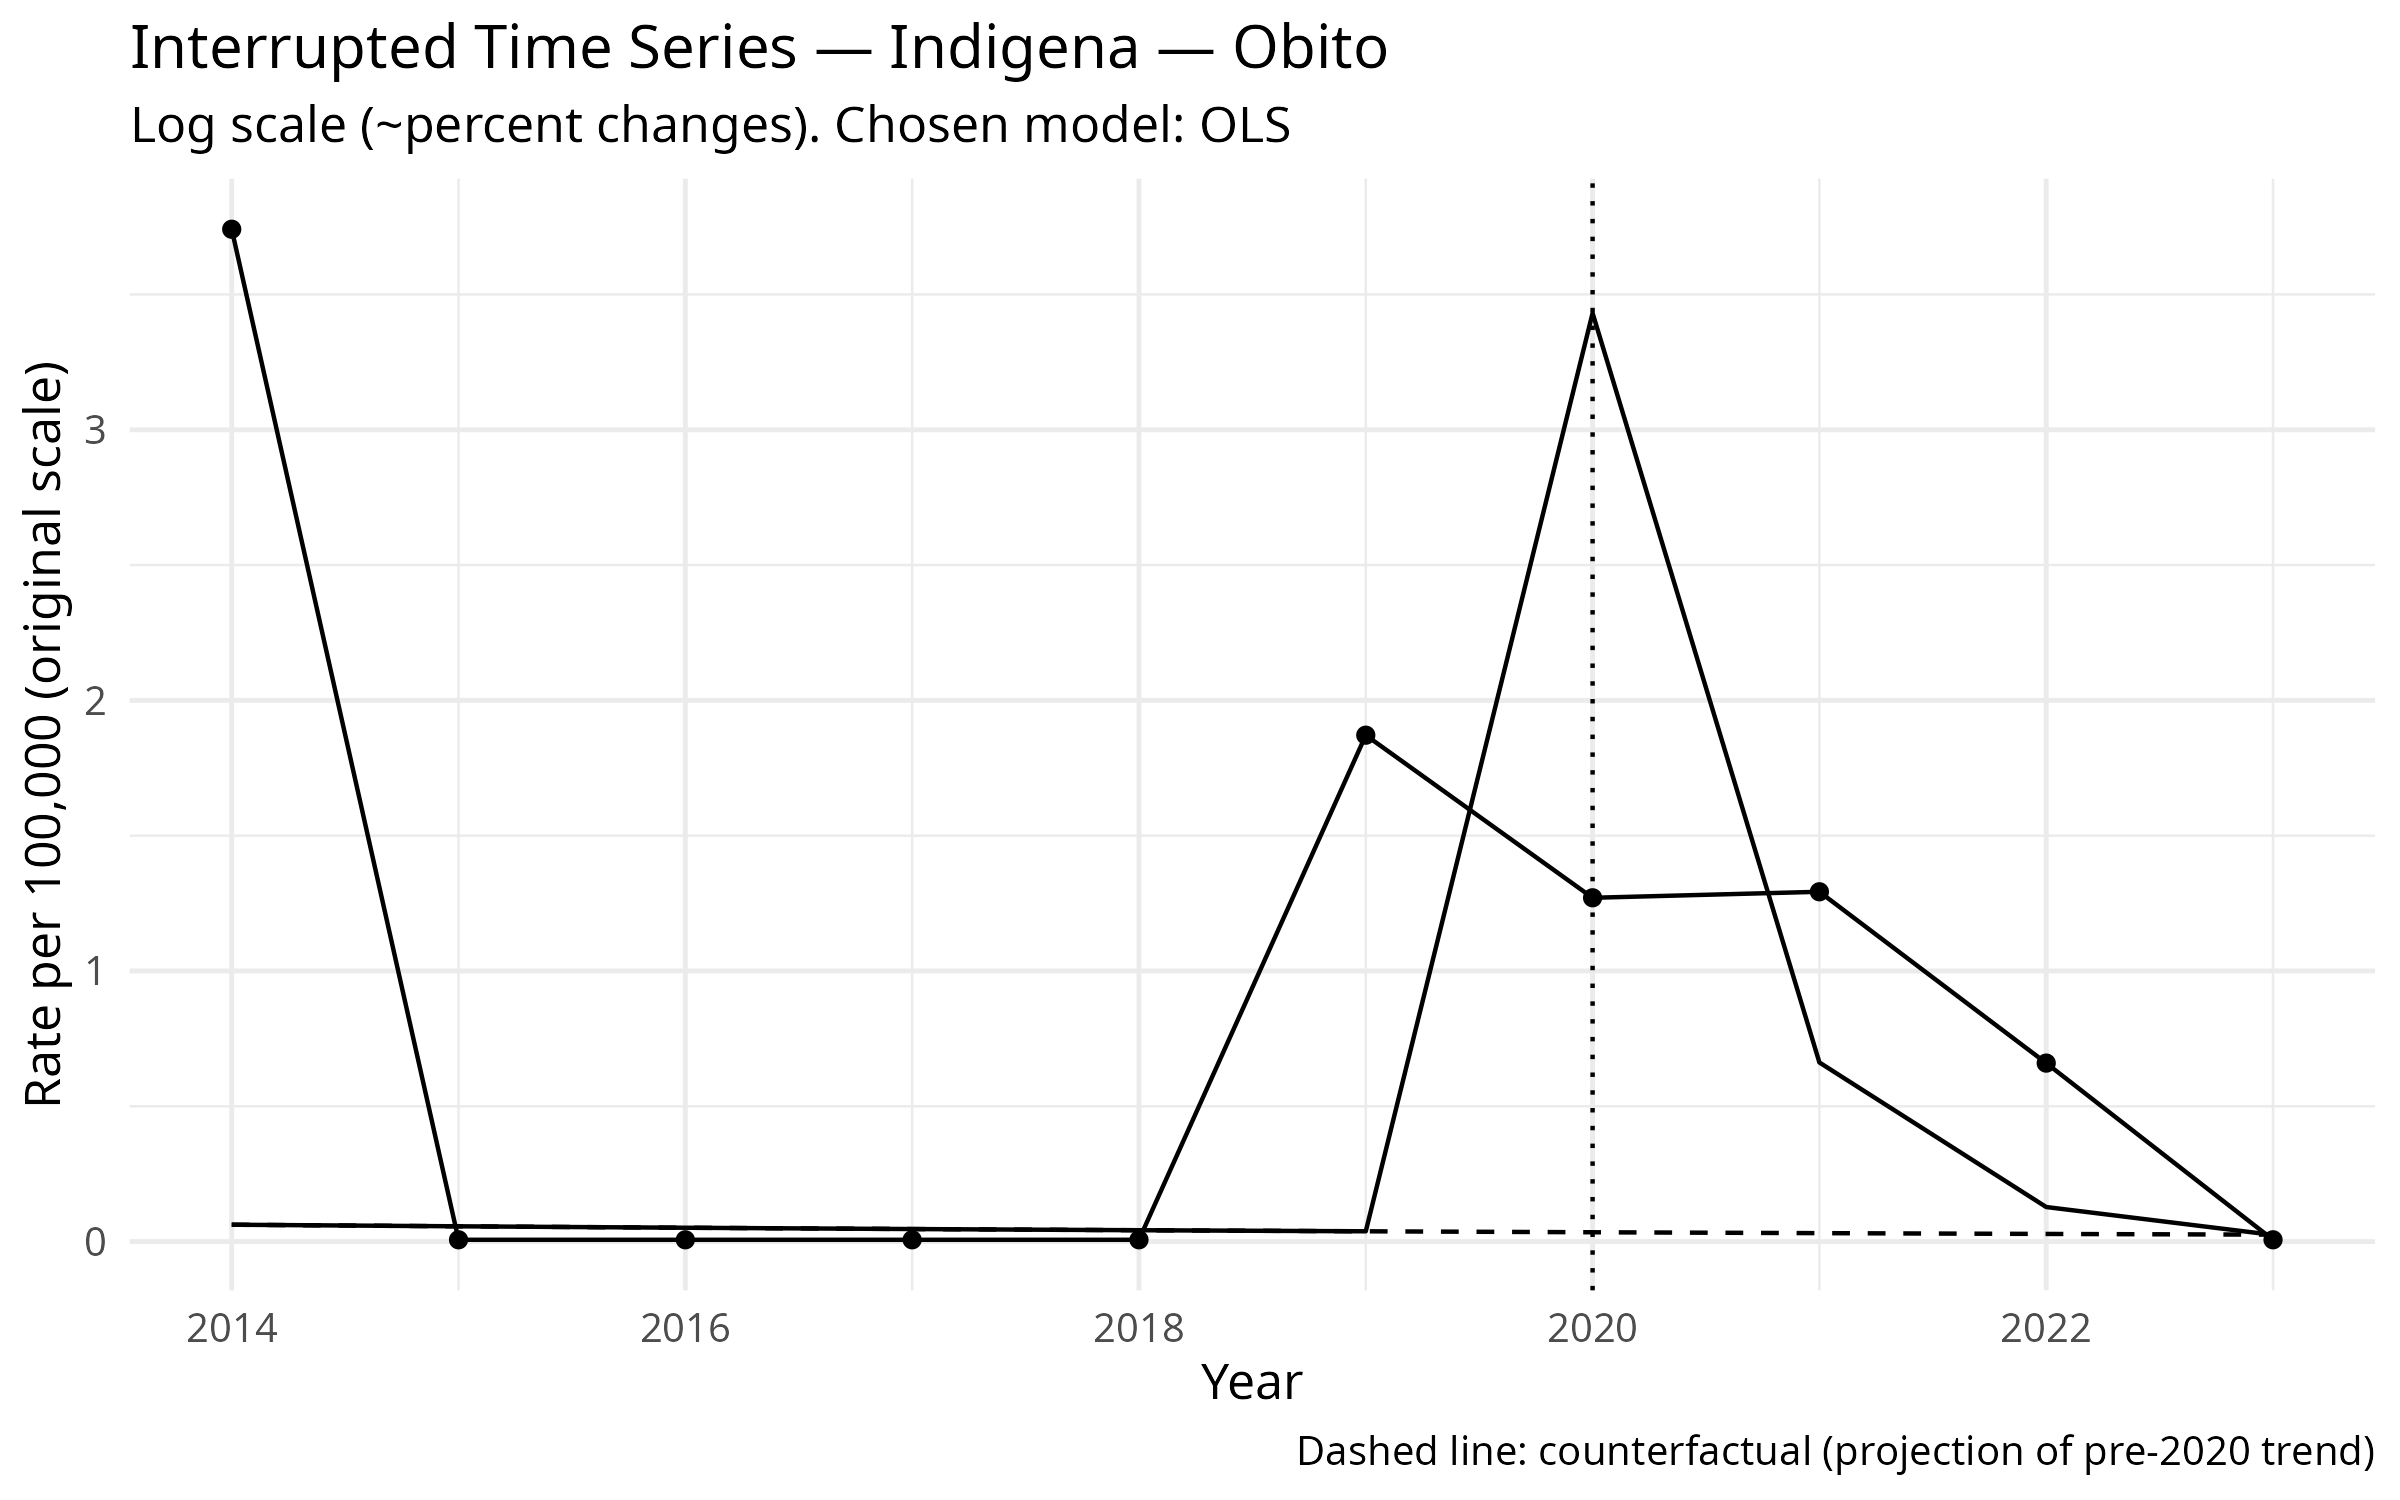 Interrupted Time Series — Indigena — Obito
Log scale (~percent changes). Chosen model: OLS
Rate per 100,000 (original scale)
3
2
1
0
2014
2016
2018
2020
2022
Year
Dashed line: counterfactual (projection of pre-2020 trend)